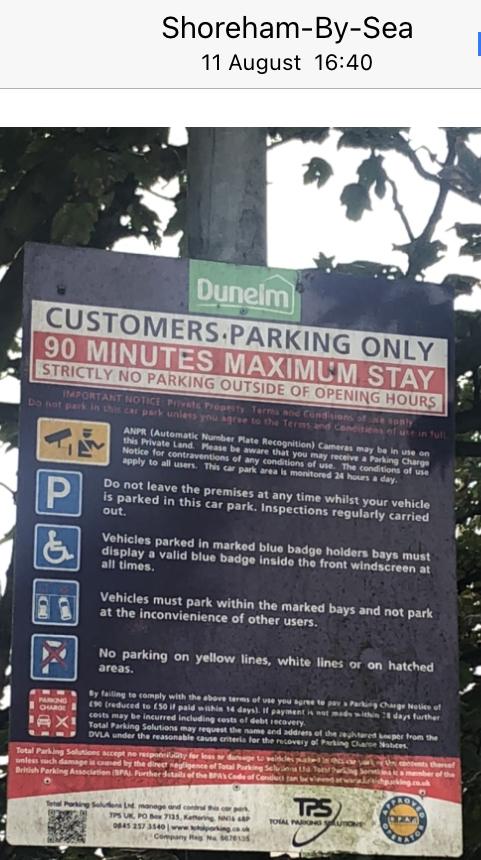 Shoreham-By-Sea
11 August 16:40
Dunelm
CUSTOMERS PARKING ONLY
90 MINUTES MAXIMUM STAY
STRICTLY NO PARKING OUTSIDE OF OPENING HOURS
IMPORTANT NOTICE: Private Property. Terms and Conditions of use apply.
Do not park in this car park unless you agree to the Terms and Conditions of use in full.
ANPR (Automatic Number Plate Recognition) Cameras may be in use on
this Private Land. Please be aware that you may receive a Parking Charge
Notice for contraventions of any conditions of use. The conditions of use
apply to all users. This car park area is monitored 24 hours a day.
P
Do not leave the premises at any time whilst your vehicle
is parked in this car park. Inspections regularly carried
out.
Vehicles parked in marked blue badge holders bays must
display a valid blue badge inside the front windscreen at
all times.
Vehicles must park within the marked bays and not park
at the inconvienience of other users.
No parking on yellow lines, white lines or on hatched
areas.
PARKING
CHARGE
By failing to comply with the above terms of use you agree to pay a Parking Charge Notice of
£90 (reduced to £50 if paid within 14 days). If payment is not made within 28 days further
costs may be incurred including costs of debt recovery.
Total Parking Solutions may request the name and address of the registered keeper from the
DVLA under the reasonable cause criteria for the recovery of Parking Charge Notices.
Total Parking Solutions accept no responsibility for loss or damage to vehicles parked in this car park or the contents thereof
unless such damage is caused by the direct negligence of Total Parking Solutions Ltd. Total Parking Solutions is a member of the
British Parking Association (BPA). Further details of the BPA's Code of Conduct can be viewed at www.britishparking.co.uk
Total Parking Solutions Ltd. manage and control this car park.
TPS UK, PO Box 7135, Kettering, NN16 6RP
0845 257 3540 | www.totalparking.co.uk
Company Reg. No.
TPS
TOTAL PARKING SOLUTIONS
APPROVED
BPA
OPERATOR